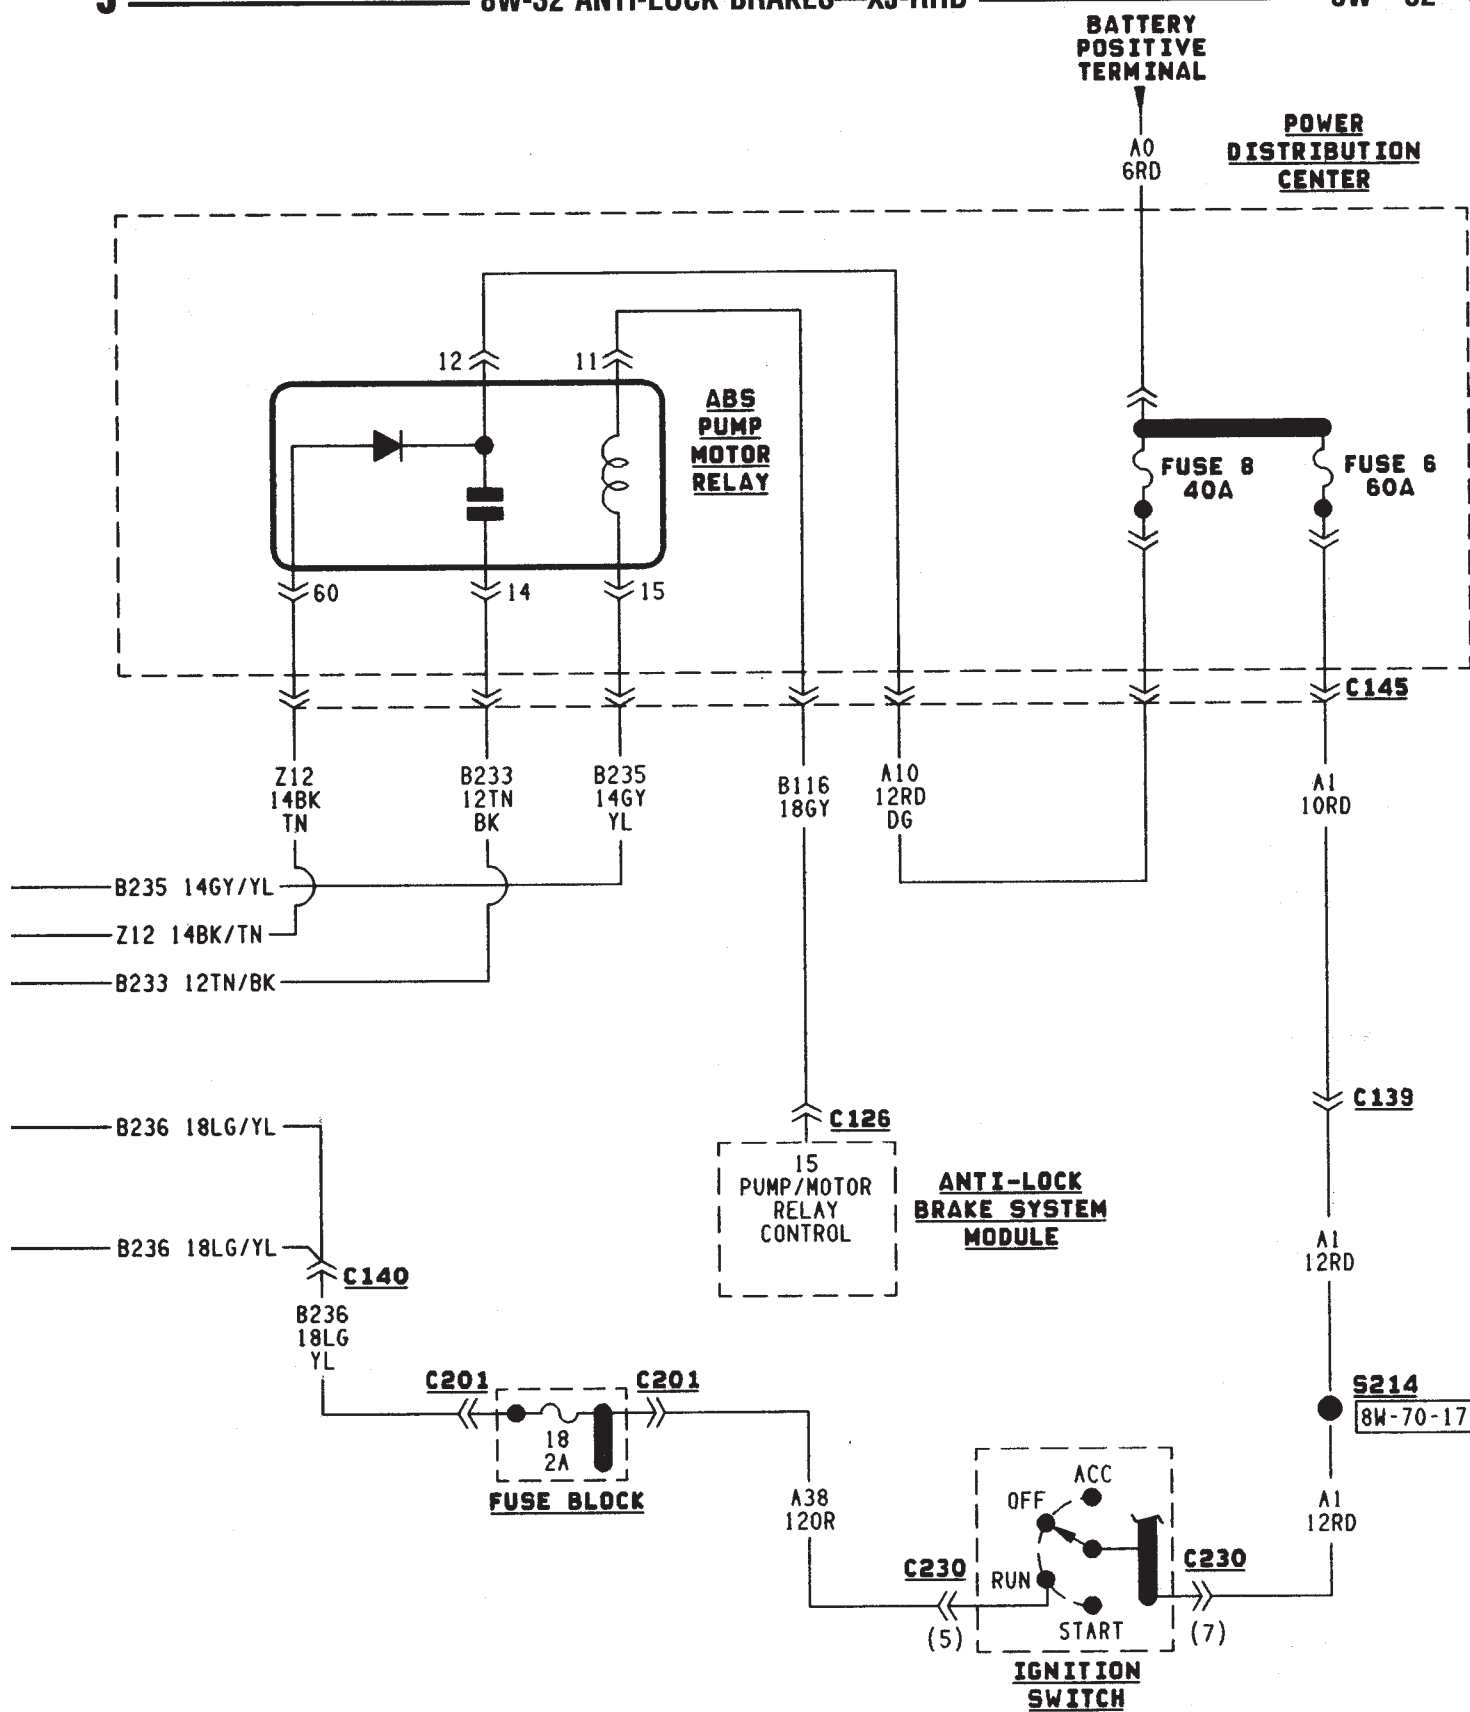 8W-32 ANTI-LOCK BRAKES—XJ-RHD
BATTERY
POSITIVE
TERMINAL
A0
6RD
POWER
DISTRIBUTION
CENTER
12
11
ABS
PUMP
MOTOR
RELAY
FUSE 8
40A
FUSE 6
60A
60
14
15
C145
Z12
14BK
TN
B233
12TN
BK
B235
14GY
YL
B116
18GY
A10
12RD
DG
A1
10RD
B235 14GY/YL
Z12 14BK/TN
B233 12TN/BK
C139
B236 18LG/YL
C126
15
PUMP/MOTOR
RELAY
CONTROL
ANTI-LOCK
BRAKE SYSTEM
MODULE
B236 18LG/YL
A1
12RD
C140
B236
18LG
YL
C201
C201
18
2A
FUSE BLOCK
S214
8W-70-17
A38
12OR
ACC
OFF
RUN
START
A1
12RD
C230
(5)
C230
(7)
IGNITION
SWITCH